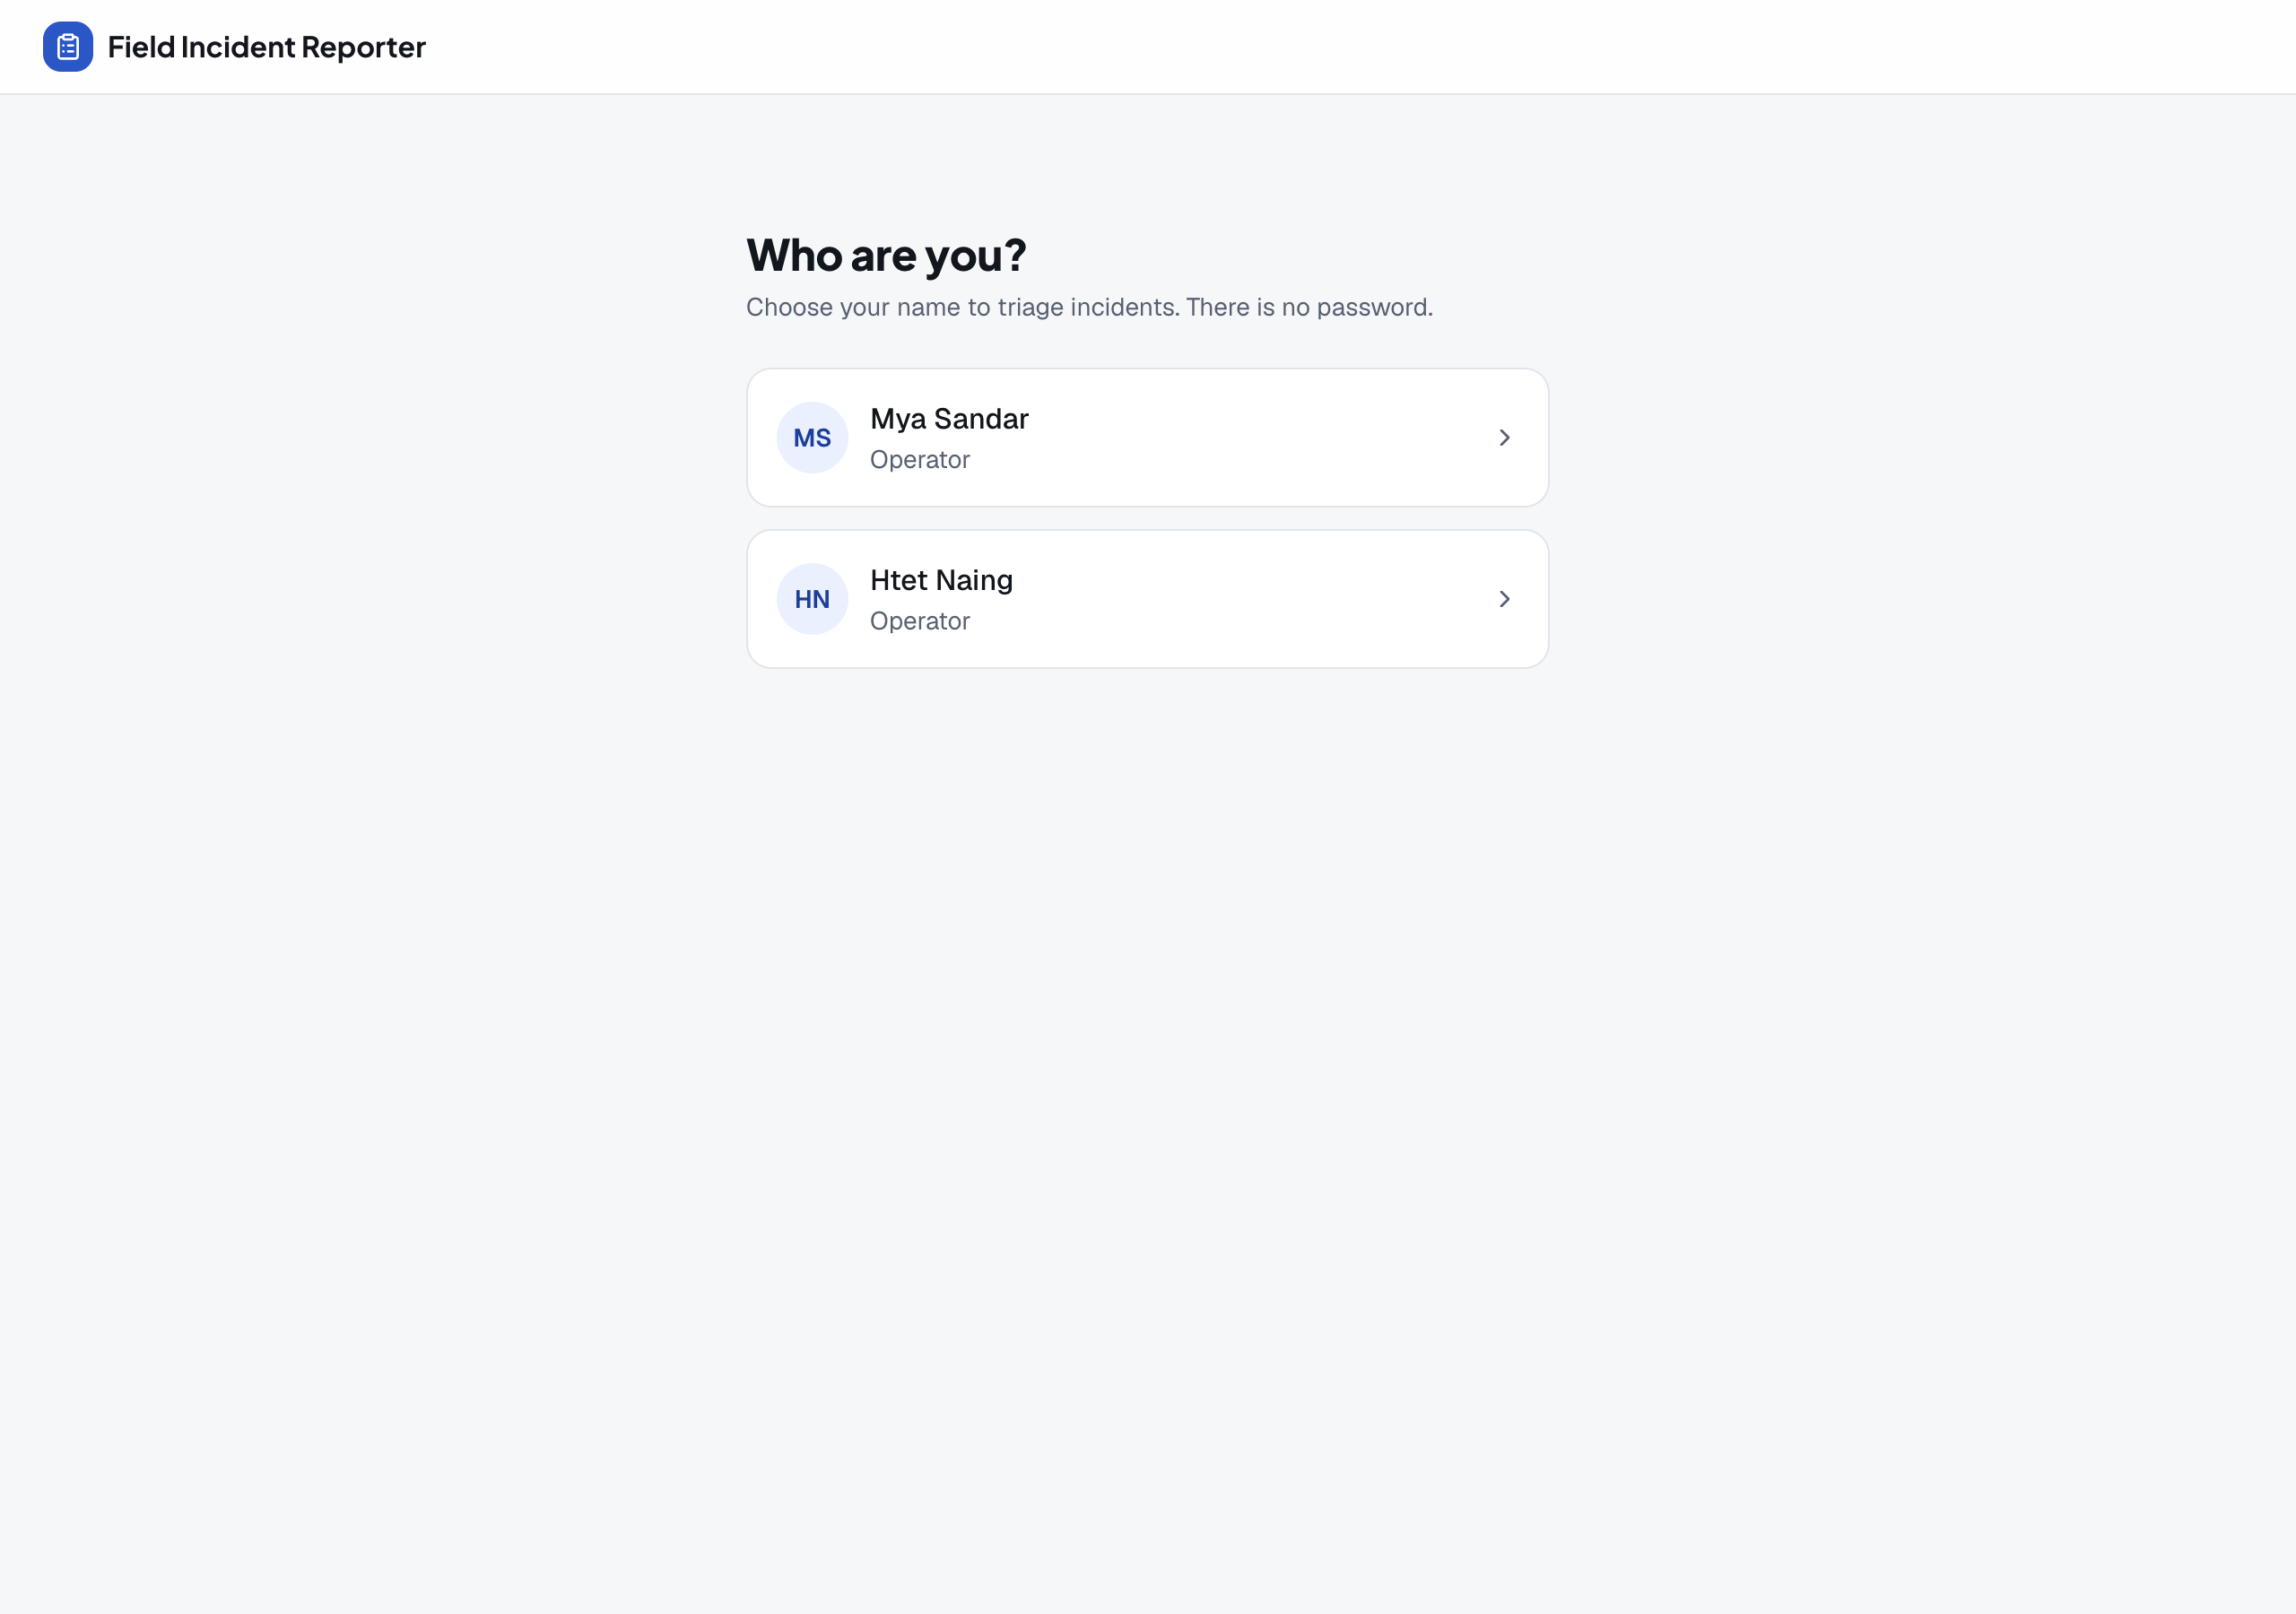 Field Incident Reporter
Who are you?
Choose your name to triage incidents. There is no password.
MS
Mya Sandar
Operator
HN
Htet Naing
Operator